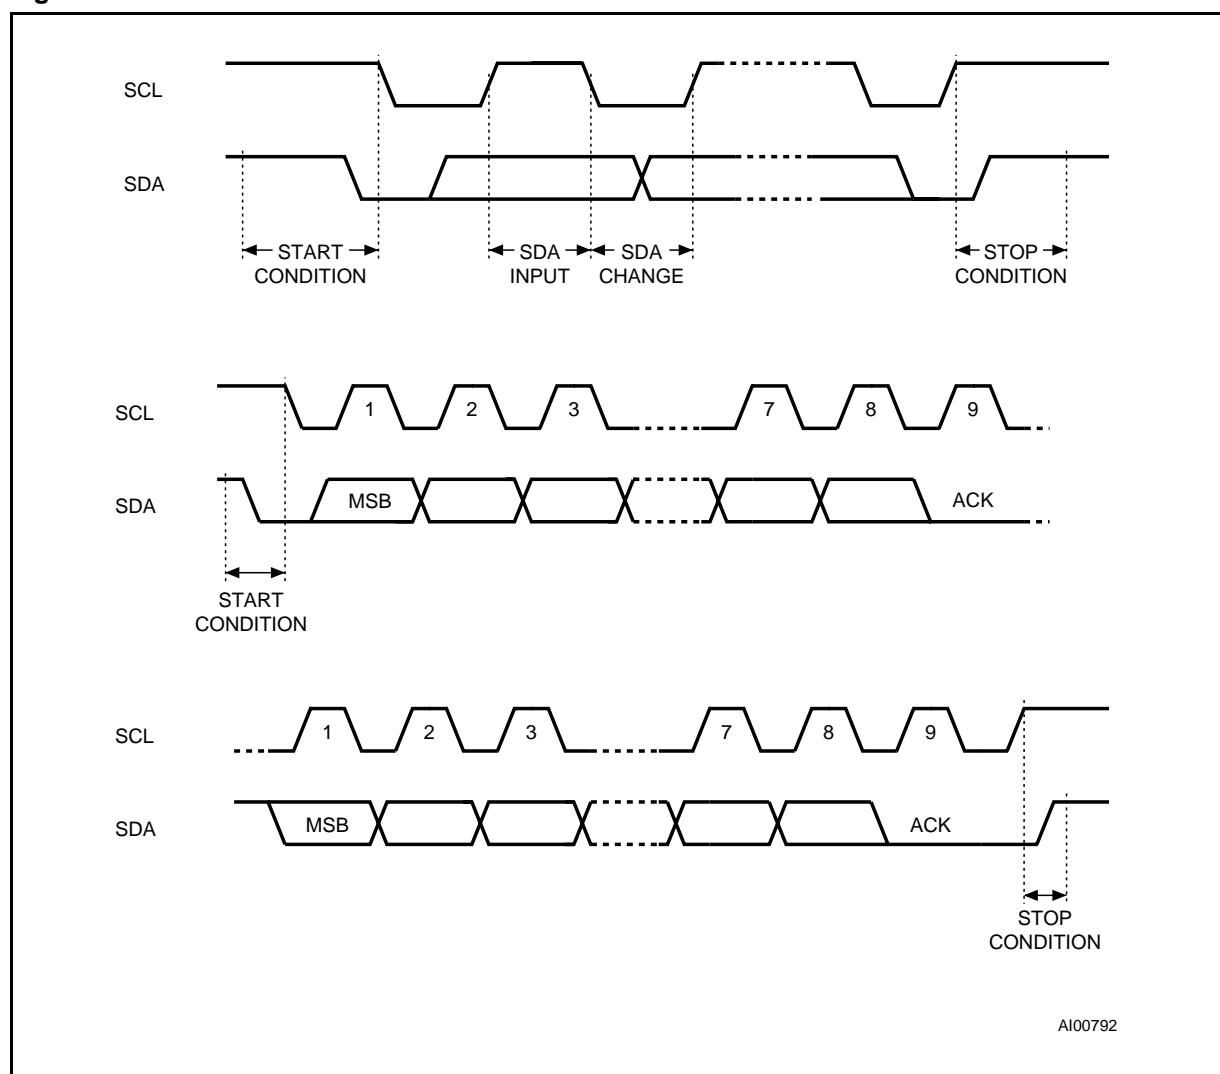 SCL
SDA
START CONDITION
SDA INPUT
SDA CHANGE
STOP CONDITION
SCL
1 2 3 7 8 9
SDA
MSB ACK
START CONDITION
SCL
1 2 3 7 8 9
SDA
MSB ACK
STOP CONDITION
AI00792